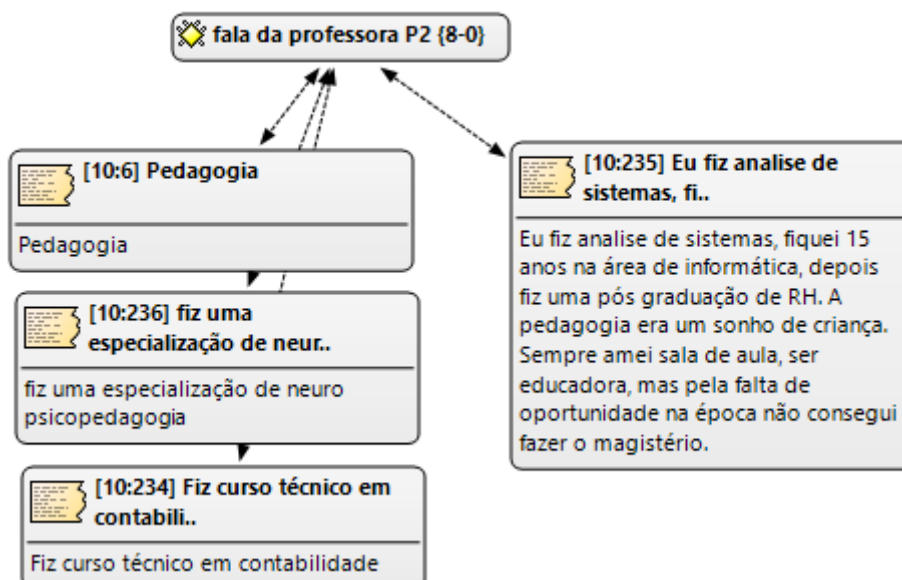 fala da professora P2 {8-0}
[10:6] Pedagogia
Pedagogia
[10:236] fiz uma
especialização de neur..
fiz uma especialização de neuro
psicopedagogia
[10:234] Fiz curso técnico em
contabili..
Fiz curso técnico em contabilidade
[10:235] Eu fiz analise de
sistemas, fi..
Eu fiz analise de sistemas, fiquei 15
anos na área de informática, depois
fiz uma pós graduação de RH. A
pedagogia era um sonho de criança.
Sempre amei sala de aula, ser
educadora, mas pela falta de
oportunidade na época não consegui
fazer o magistério.